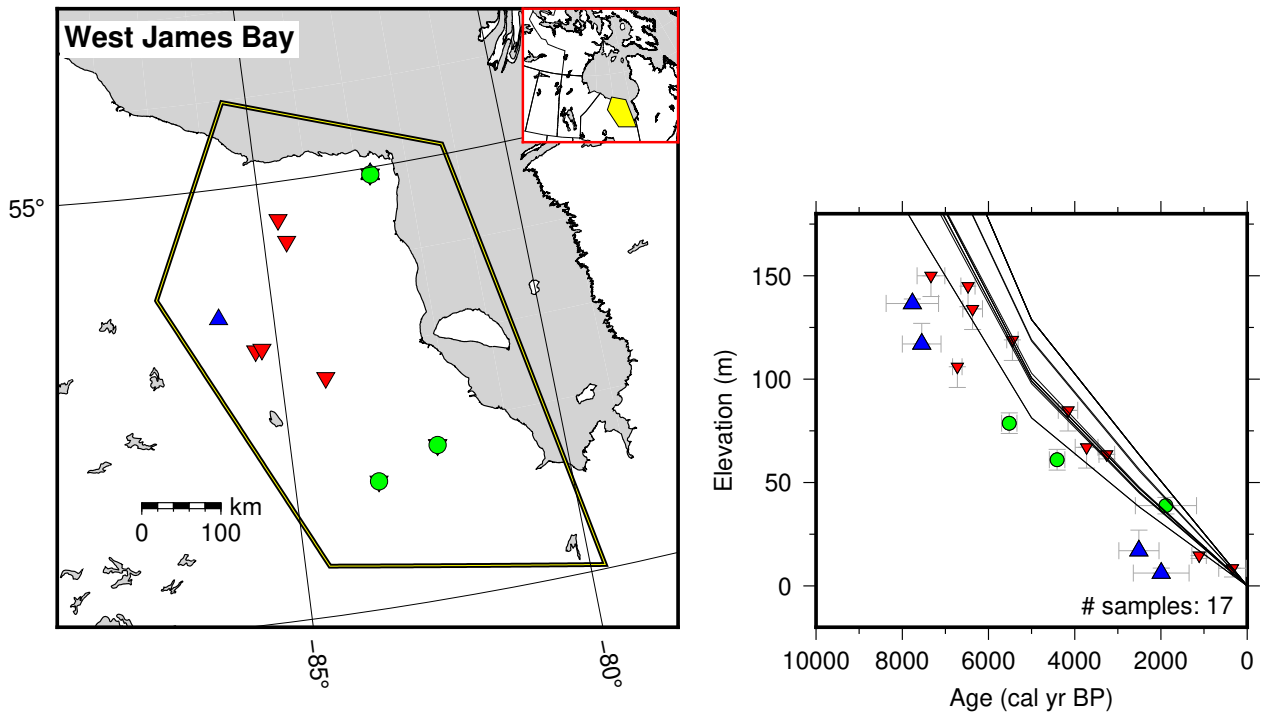 West James Bay
55°
km
0 100
−85°
−80°
Elevation (m)
150
100
50
0
# samples: 17
10000 8000 6000 4000 2000 0
Age (cal yr BP)